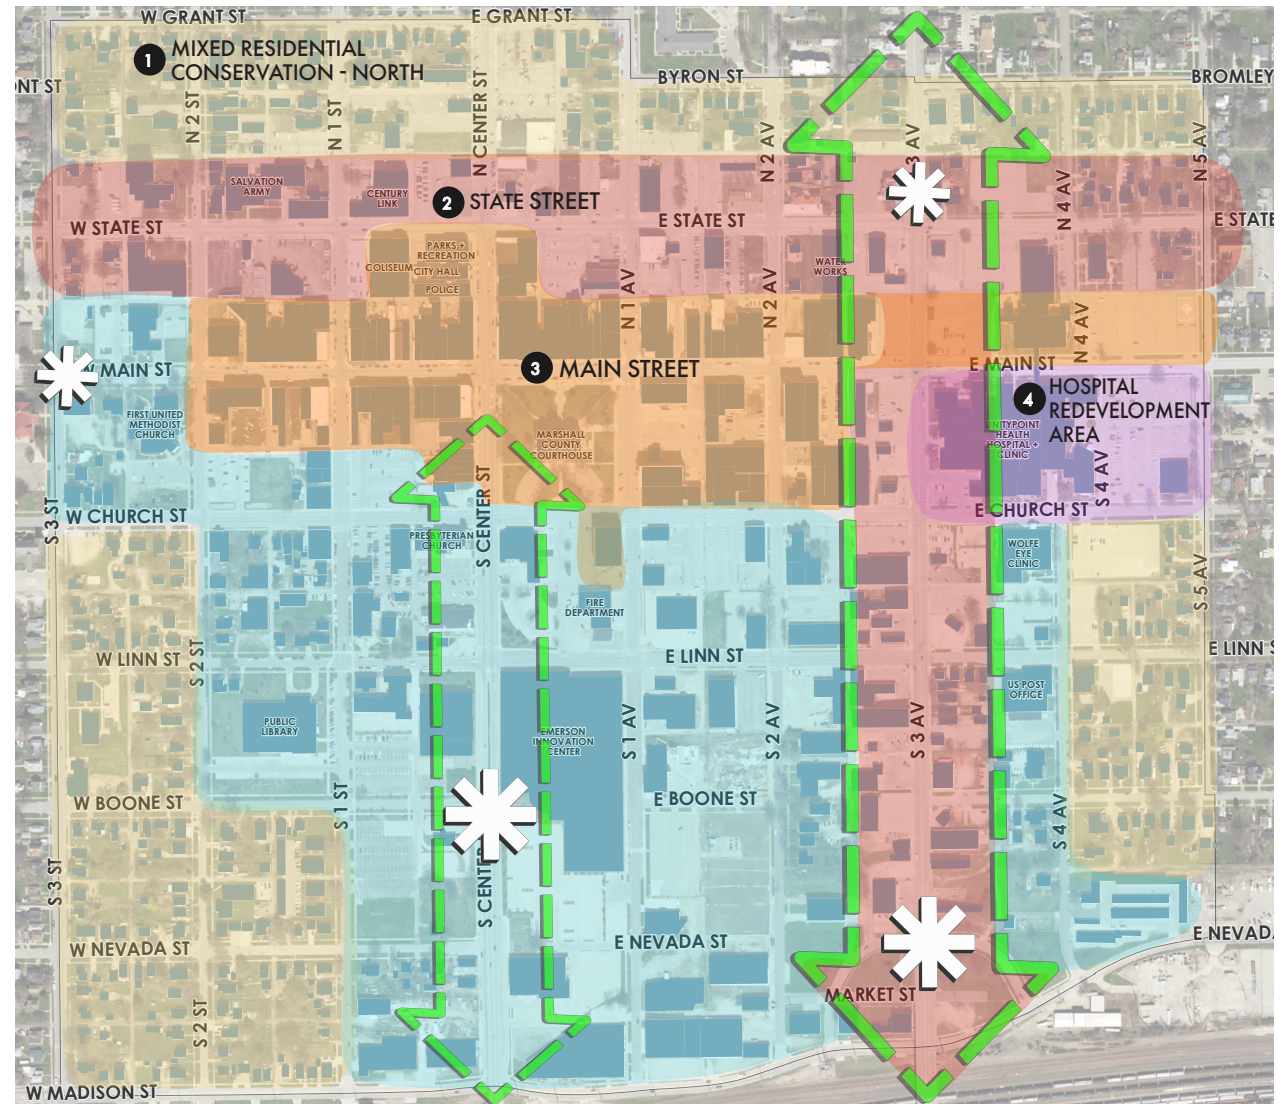 W GRANT ST
E GRANT ST
1 MIXED RESIDENTIAL
CONSERVATION - NORTH
BYRON ST
BROMLEY
ONT ST
N 2 ST
N 1 ST
N CENTER ST
N 2 AV
3 AV
N 4 AV
N 5 AV
SALVATION
ARMY
CENTURY
LINK
2 STATE STREET
W STATE ST
E STATE ST
E STATE
PARKS +
RECREATION
COLISEUM
CITY HALL
POLICE
WATER
WORKS
N 1 AV
N 2 AV
N 4 AV
W MAIN ST
3 MAIN STREET
E MAIN ST
4 HOSPITAL
REDEVELOPMENT
AREA
FIRST UNITED
METHODIST
CHURCH
MARSHALL
COUNTY
COURTHOUSE
UNITYPOINT
HEALTH
HOSPITAL +
CLINIC
S 4 AV
S 3 ST
W CHURCH ST
S CENTER ST
E CHURCH ST
PRESBYTERIAN
CHURCH
WOLFE
EYE
CLINIC
S 5 AV
FIRE
DEPARTMENT
W LINN ST
S 2 ST
E LINN ST
E LINN S
US POST
OFFICE
PUBLIC
LIBRARY
EMERSON
INNOVATION
CENTER
S 1 AV
S 2 AV
S 3 AV
W BOONE ST
S 1 ST
E BOONE ST
S 4 AV
S 3 ST
S CENTER
W NEVADA ST
E NEVADA ST
E NEVADA
MARKET ST
S 2 ST
W MADISON ST